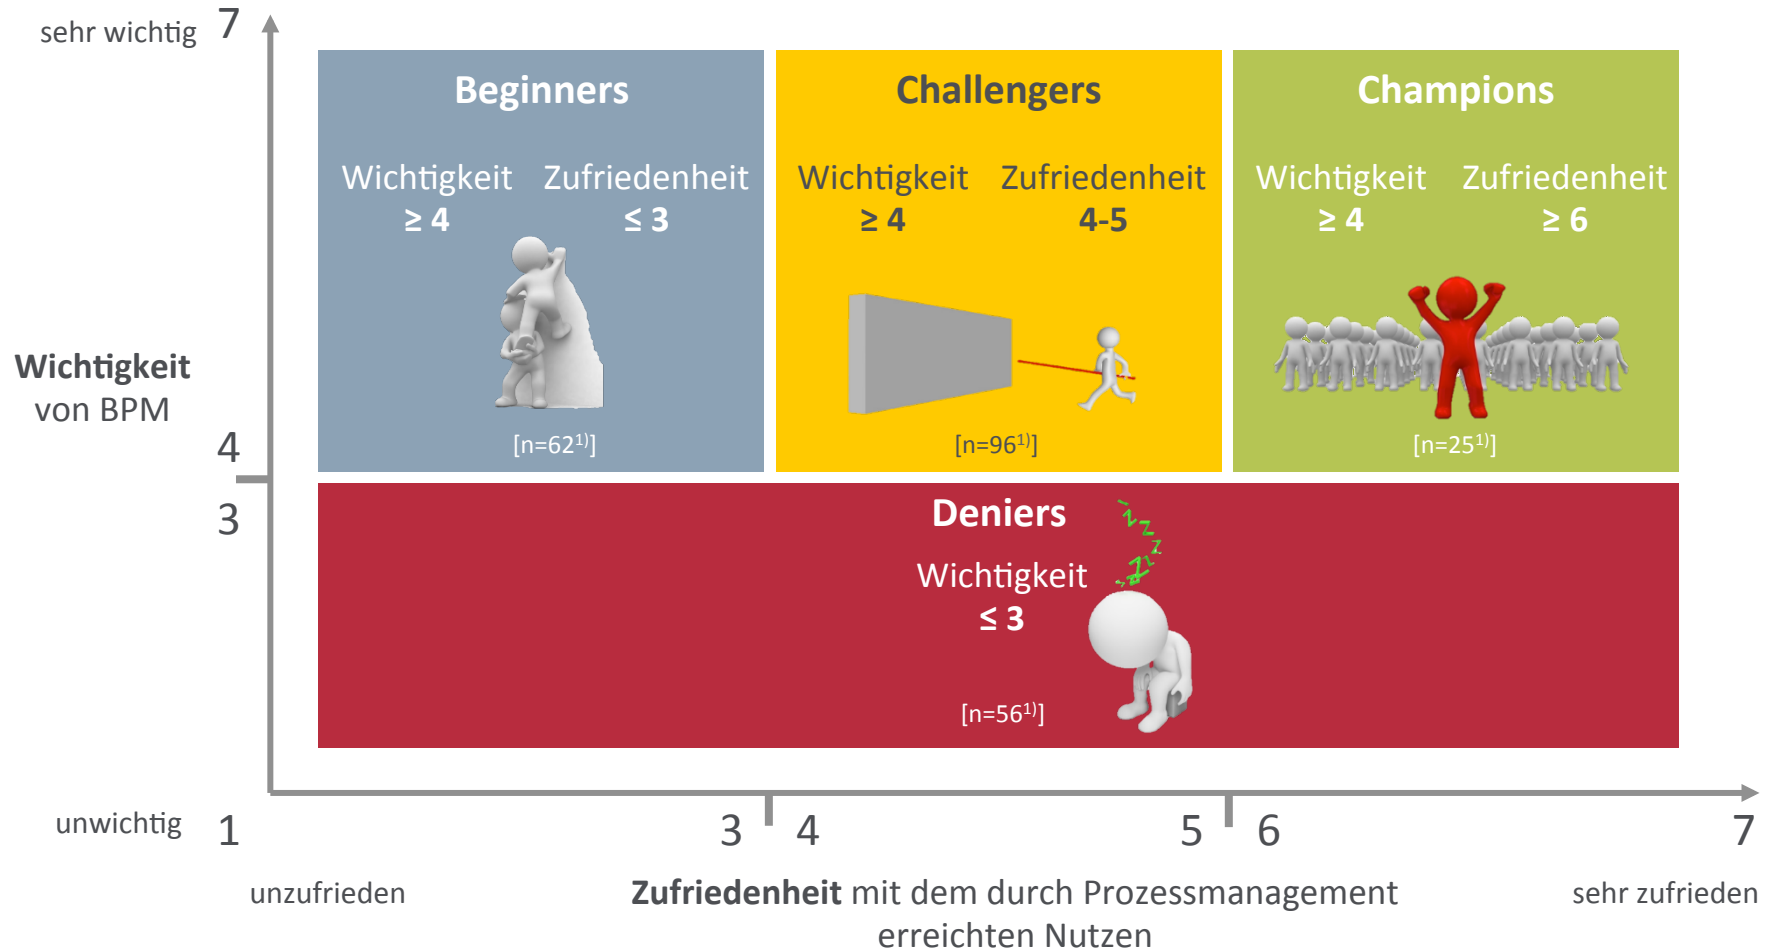 sehr wichtig 7
Beginners
Wichtigkeit Zufriedenheit
≥ 4 ≤ 3
[n=62¹⁾]
Challengers
Wichtigkeit Zufriedenheit
≥ 4 4-5
[n=96¹⁾]
Champions
Wichtigkeit Zufriedenheit
≥ 4 ≥ 6
[n=25¹⁾]
Wichtigkeit
von BPM
4
3
Deniers
Wichtigkeit
≤ 3
[n=56¹⁾]
z z z z z
unwichtig 1 3 4 5 6 7
unzufrieden
Zufriedenheit mit dem durch Prozessmanagement
erreichten Nutzen
sehr zufrieden